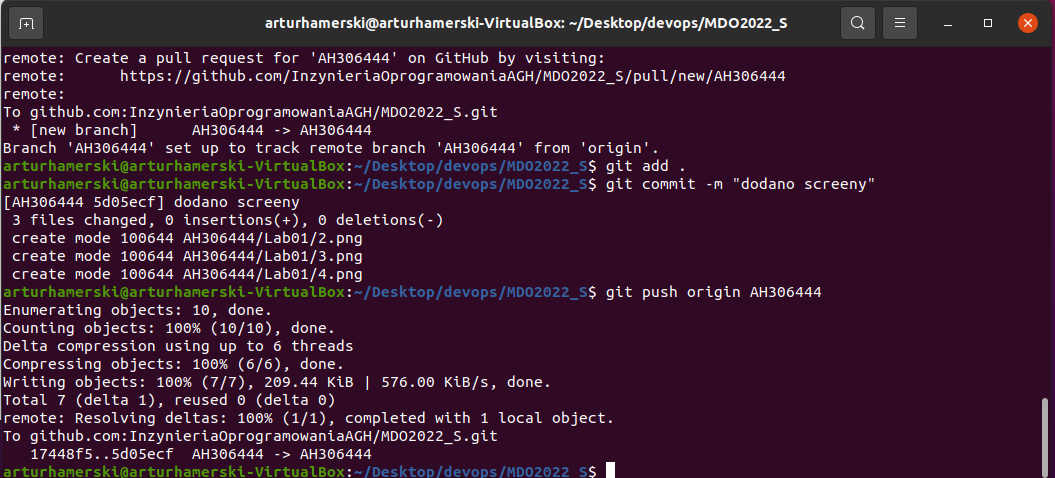 arturhamerski@arturhamerski-VirtualBox: ~/Desktop/devops/MDO2022_S
remote: Create a pull request for 'AH306444' on GitHub by visiting:
remote:      https://github.com/InzynieriaOprogramowaniaAGH/MDO2022_S/pull/new/AH306444
remote:
To github.com:InzynieriaOprogramowaniaAGH/MDO2022_S.git
 * [new branch]      AH306444 -> AH306444
Branch 'AH306444' set up to track remote branch 'AH306444' from 'origin'.
arturhamerski@arturhamerski-VirtualBox:~/Desktop/devops/MDO2022_S$ git add .
arturhamerski@arturhamerski-VirtualBox:~/Desktop/devops/MDO2022_S$ git commit -m "dodano screeny"
[AH306444 5d05ecf] dodano screeny
 3 files changed, 0 insertions(+), 0 deletions(-)
 create mode 100644 AH306444/Lab01/2.png
 create mode 100644 AH306444/Lab01/3.png
 create mode 100644 AH306444/Lab01/4.png
arturhamerski@arturhamerski-VirtualBox:~/Desktop/devops/MDO2022_S$ git push origin AH306444
Enumerating objects: 10, done.
Counting objects: 100% (10/10), done.
Delta compression using up to 6 threads
Compressing objects: 100% (6/6), done.
Writing objects: 100% (7/7), 209.44 KiB | 576.00 KiB/s, done.
Total 7 (delta 1), reused 0 (delta 0)
remote: Resolving deltas: 100% (1/1), completed with 1 local object.
To github.com:InzynieriaOprogramowaniaAGH/MDO2022_S.git
   17448f5..5d05ecf  AH306444 -> AH306444
arturhamerski@arturhamerski-VirtualBox:~/Desktop/devops/MDO2022_S$